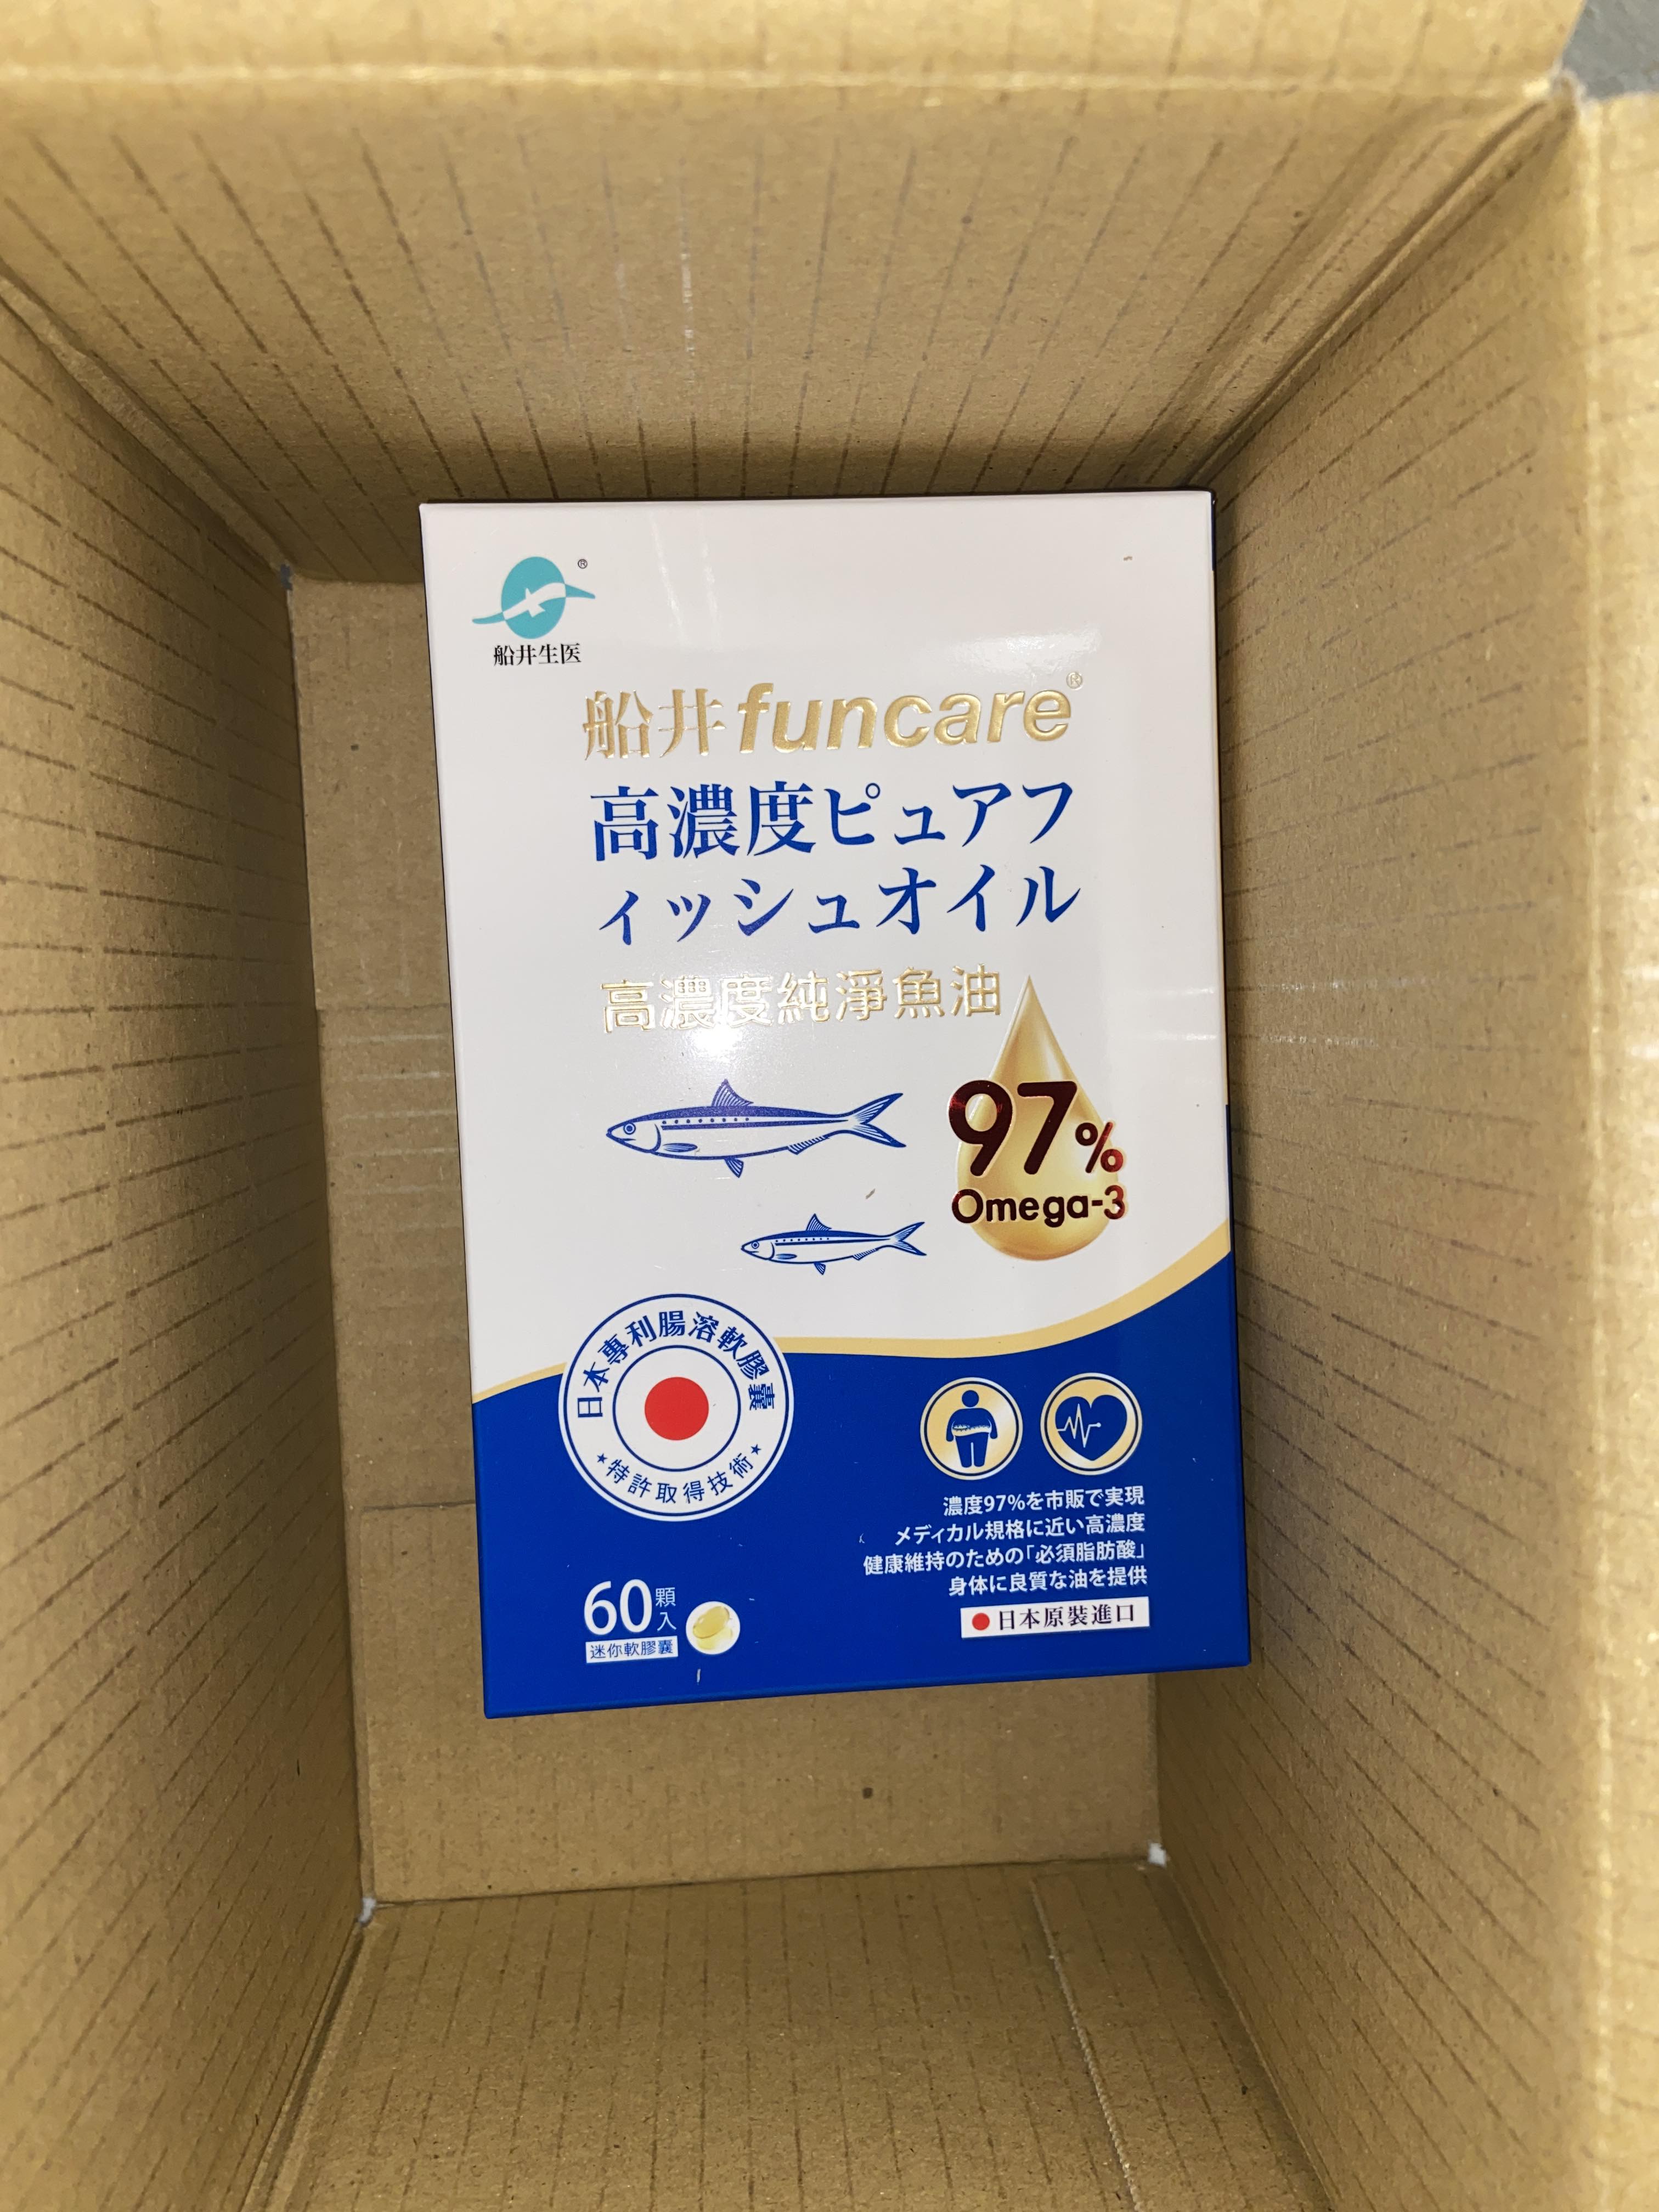 ®
船井生医
船井funcare®
高濃度ピュアフ
ィッシュオイル
高濃度純淨魚油
97%
Omega-3
日本專利腸溶軟膠囊
★特許取得技術★
濃度97%を市販で実現
メディカル規格に近い高濃度
健康維持のための「必須脂肪酸」
身体に良質な油を提供
日本原裝進口
60顆入
迷你軟膠囊